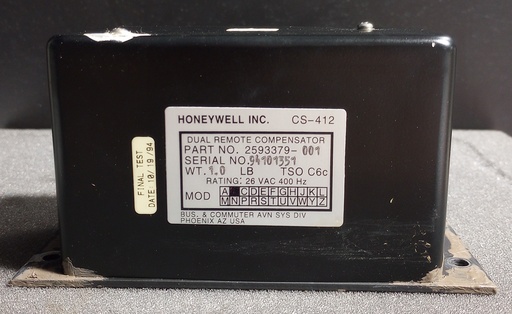 HONEYWELL INC. CS-412
DUAL REMOTE COMPENSATOR
PART NO. 2593379-001
SERIAL NO. 94101351
WT. 1.0 LB TSO C6c
RATING: 26 VAC 400 Hz
MOD A CDEFGHJKL
MNPRSTUVWYZ
BUS. & COMMUTER AVN SYS DIV
PHOENIX AZ USA
FINAL TEST
DATE 10/19/94